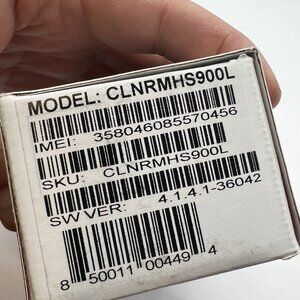 MODEL: CLNRMHS900L
IMEI: 358046085570456
SKU: CLNRMHS900L
SW VER: 4.1.4.1-36042
8 50011 00449 4